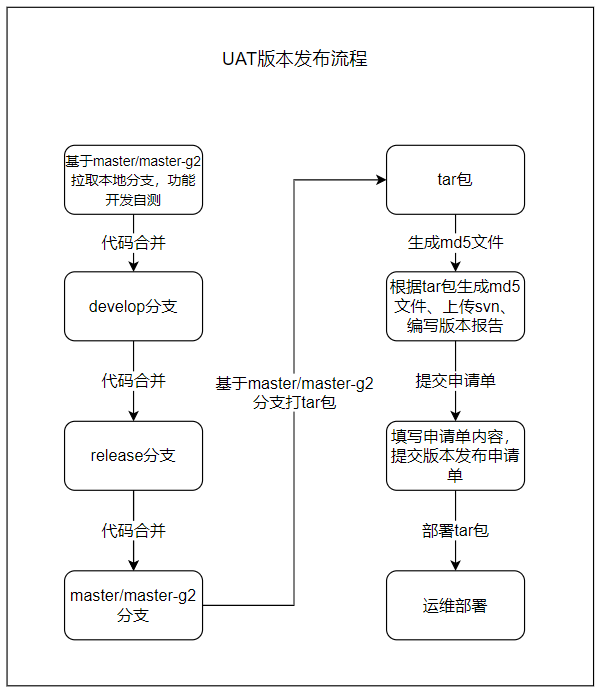 UAT版本发布流程
基于master/master-g2
拉取本地分支，功能
开发自测
代码合并
develop分支
代码合并
release分支
代码合并
master/master-g2
分支
基于master/master-g2
分支打tar包
tar包
生成md5文件
根据tar包生成md5
文件、上传svn、
编写版本报告
提交申请单
填写申请单内容，
提交版本发布申请
单
部署tar包
运维部署